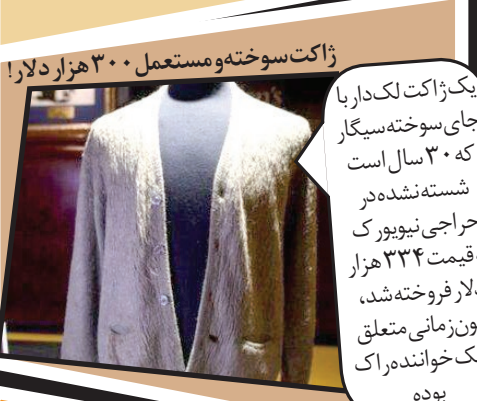 ژاکت سوخته و مستعمل ۳۰۰ هزار دلار!
یک ژاکت لک‌دار با
جای سوخته سیگار
که ۳۰ سال است
شسته نشده در
حراجی نیویورک
قیمت ۳۳۴ هزار
دلار فروخته شد،
چون زمانی متعلق
یک خواننده راک
بوده